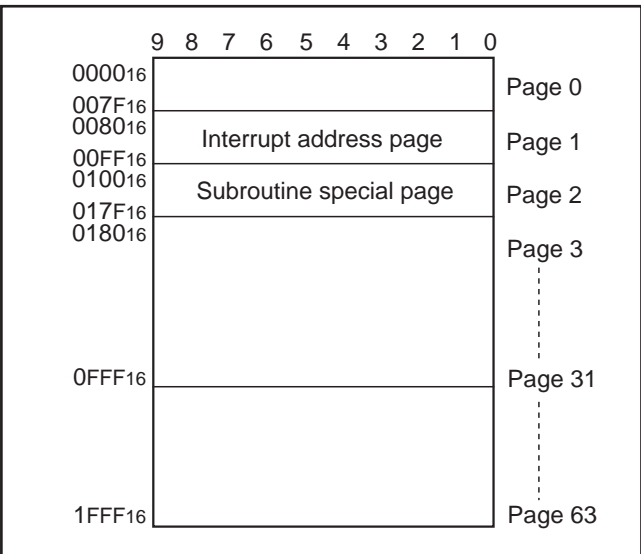 9 8 7 6 5 4 3 2 1 0
0000₁₆
Page 0
007F₁₆
0080₁₆
Interrupt address page
Page 1
00FF₁₆
0100₁₆
Subroutine special page
Page 2
017F₁₆
0180₁₆
Page 3
0FFF₁₆
Page 31
1FFF₁₆
Page 63